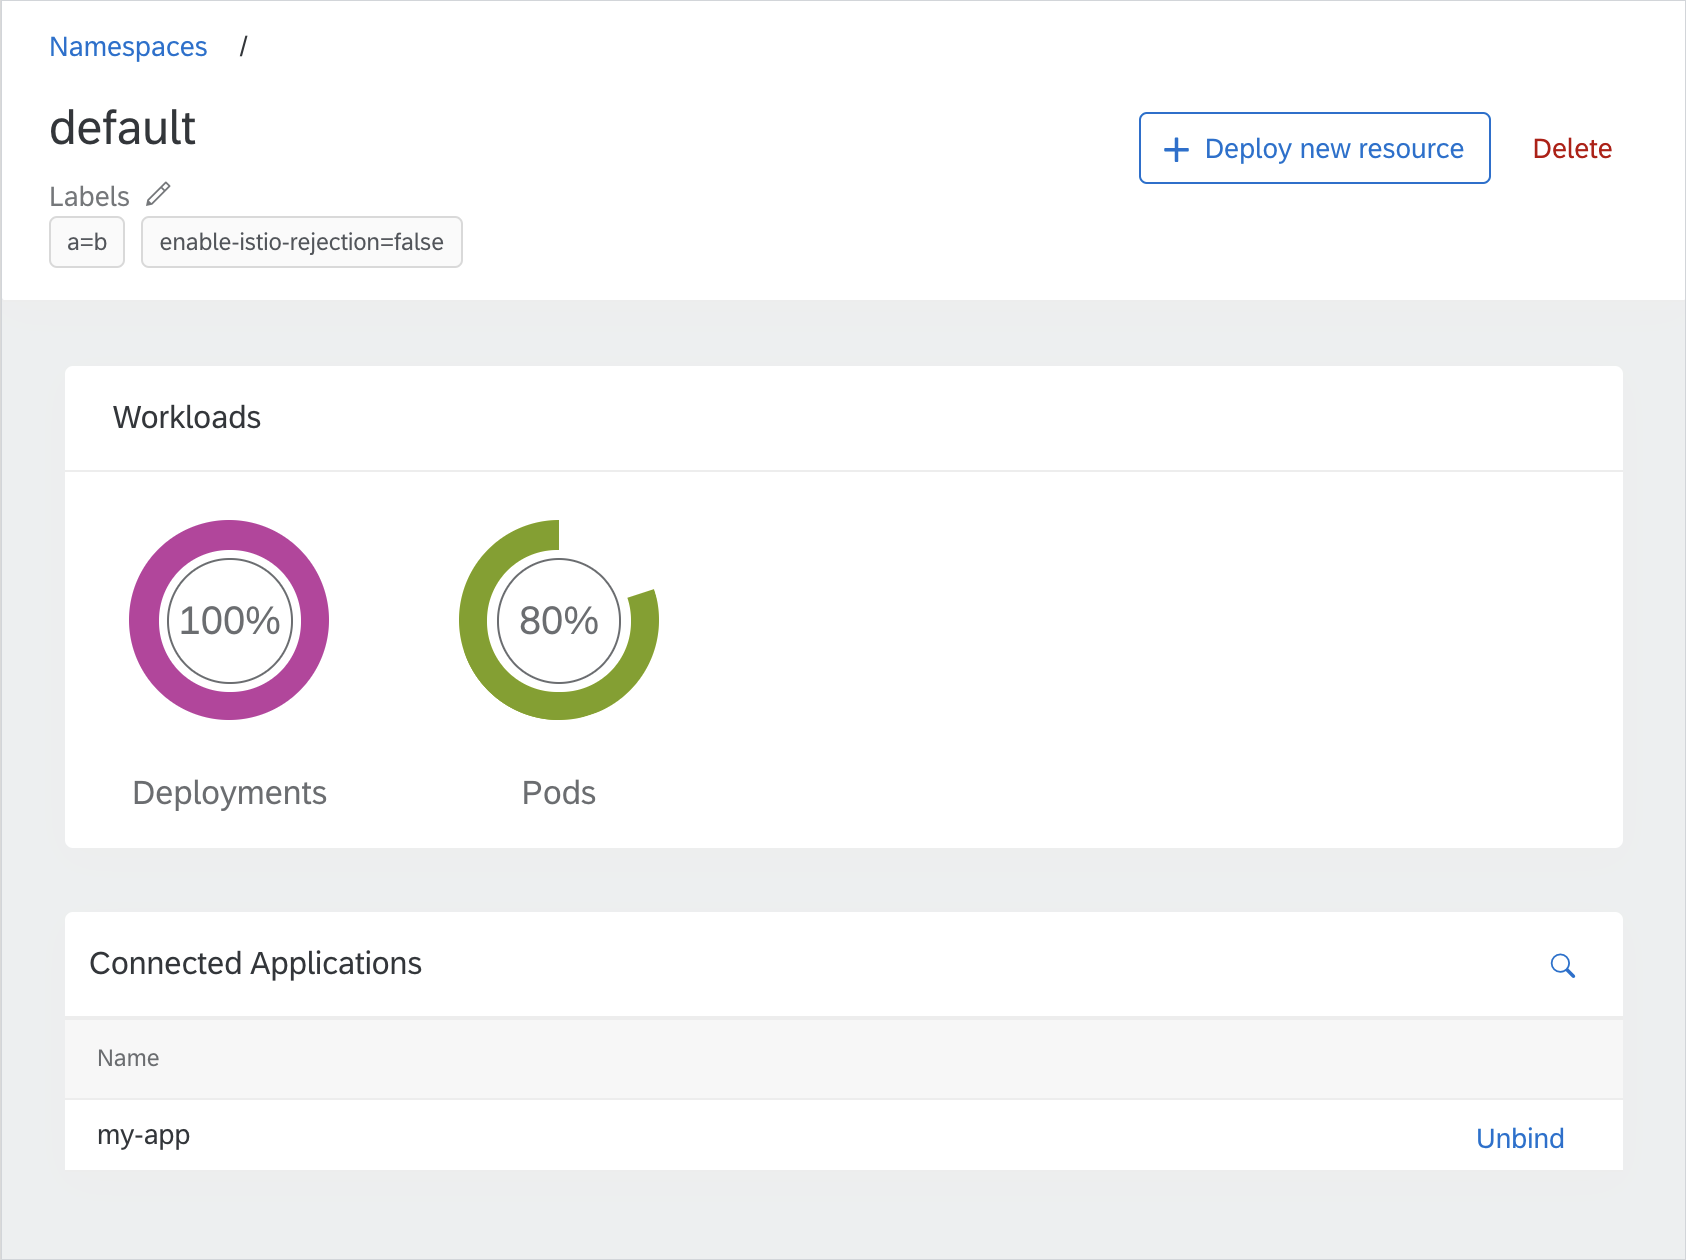 Namespaces /
default
Deploy new resource
Delete
Labels
a=b
enable-istio-rejection=false
Workloads
100%
80%
Deployments
Pods
Connected Applications
Name
my-app
Unbind